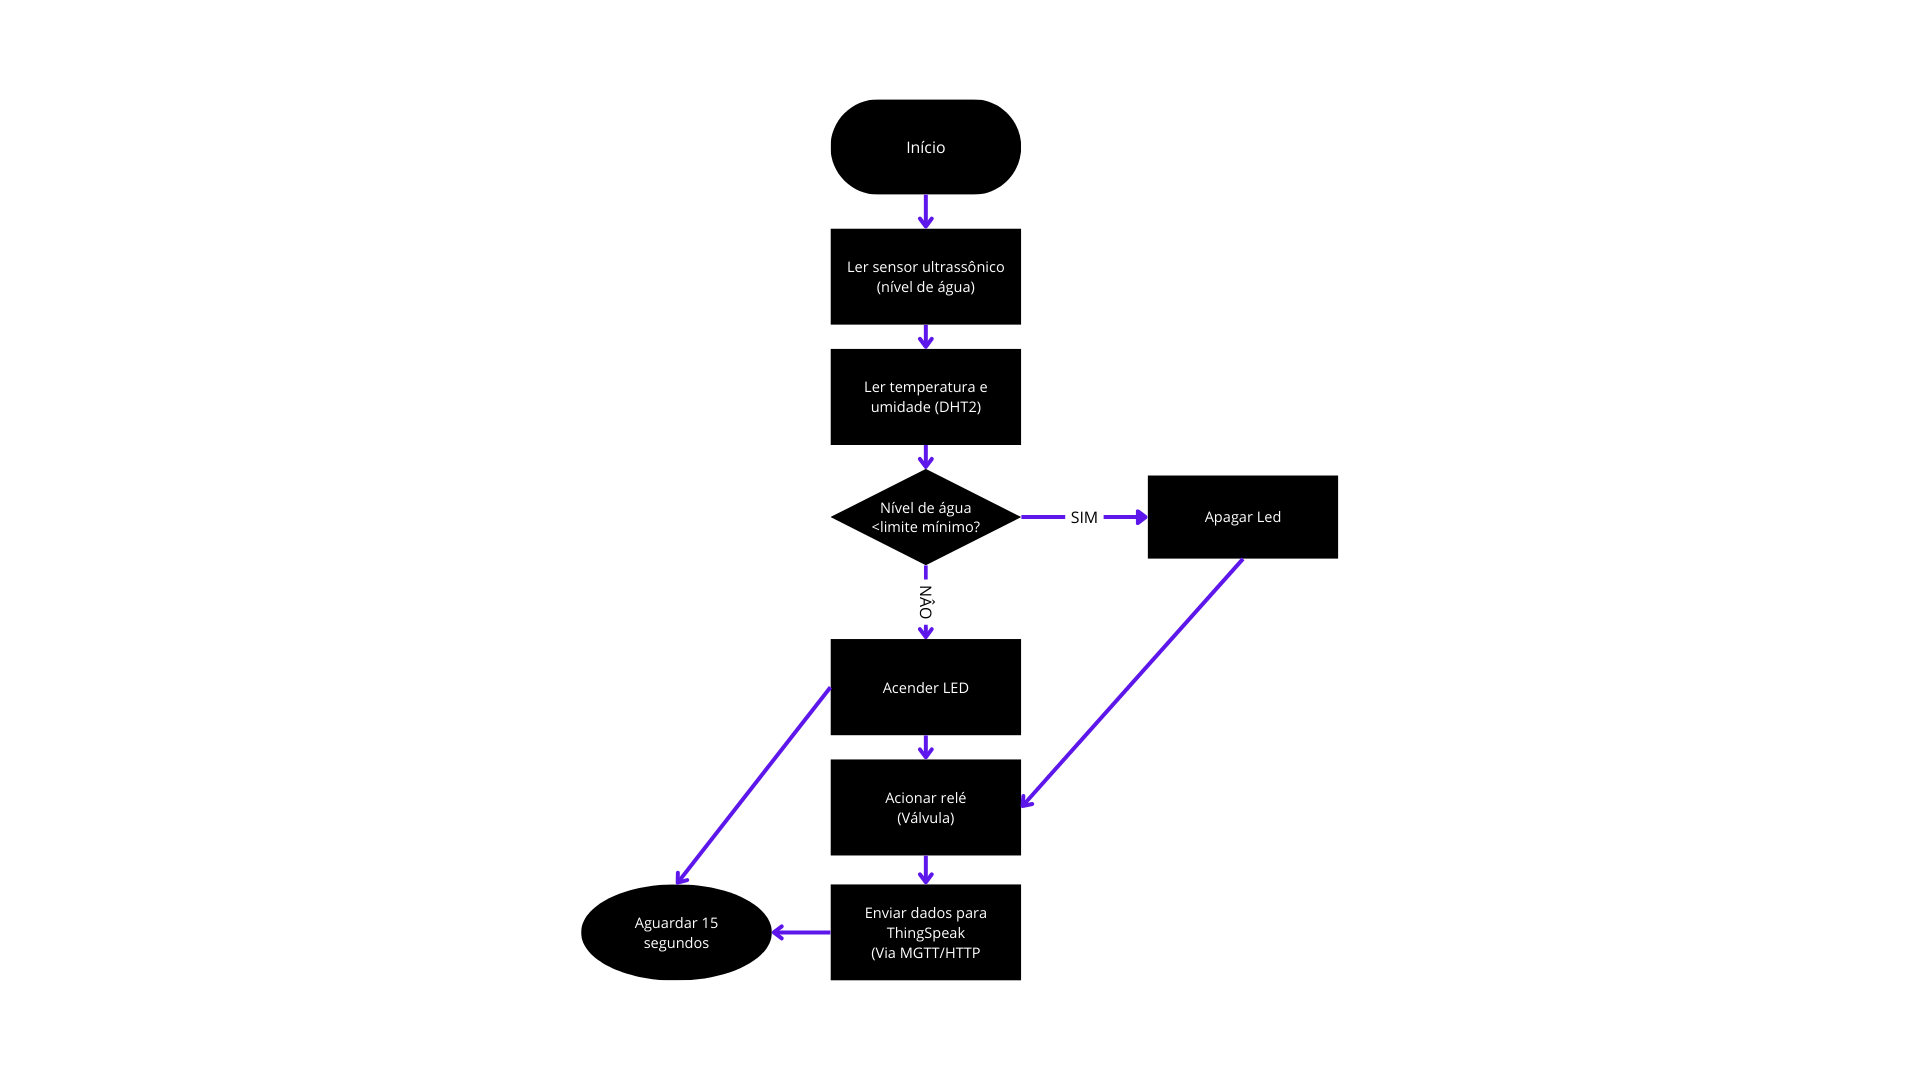 Início
Ler sensor ultrassônico
(nível de água)
Ler temperatura e
umidade (DHT2)
Nível de água
<limite mínimo?
SIM
Apagar Led
NÂO
Acender LED
Acionar relé
(Válvula)
Enviar dados para
ThingSpeak
(Via MGTT/HTTP
Aguardar 15
segundos